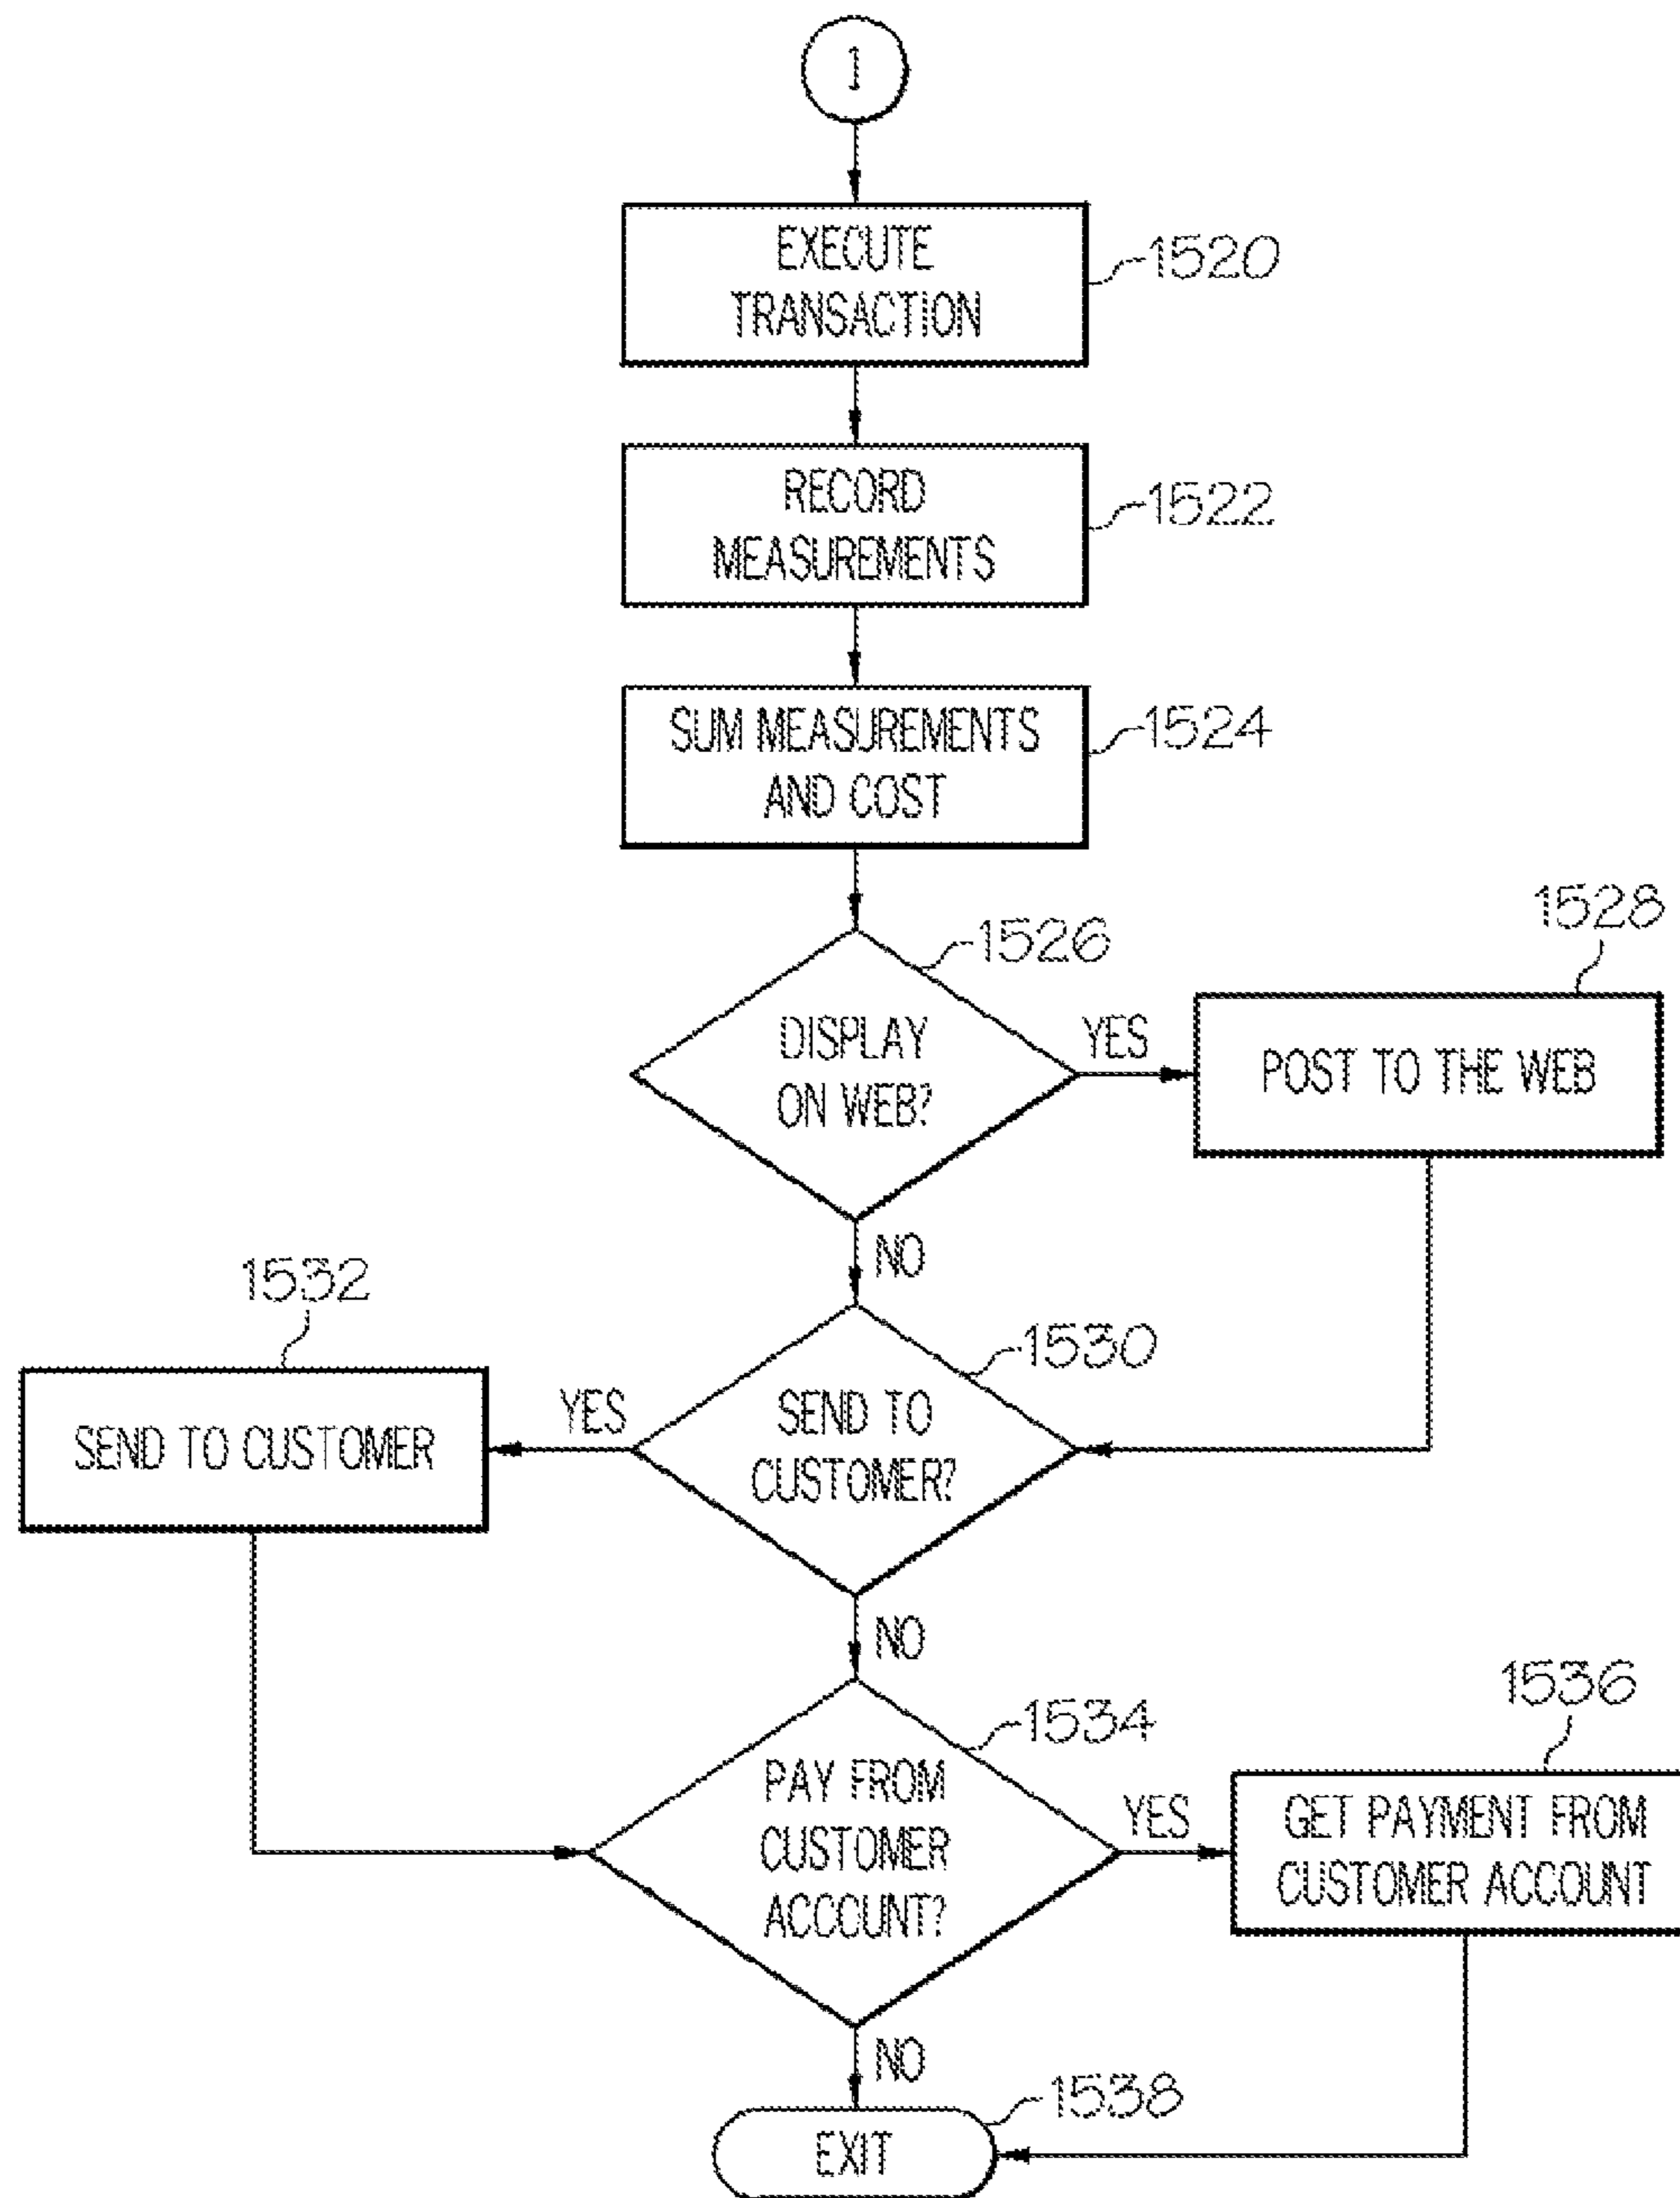 1
EXECUTE
TRANSACTION
1520
RECORD
MEASUREMENTS
1522
SUM MEASUREMENTS
AND COST
1524
1526
DISPLAY
ON WEB?
YES
1528
POST TO THE WEB
NO
1530
SEND TO
CUSTOMER?
YES
1532
SEND TO CUSTOMER
NO
1534
PAY FROM
CUSTOMER
ACCOUNT?
YES
1536
GET PAYMENT FROM
CUSTOMER ACCOUNT
NO
1538
EXIT